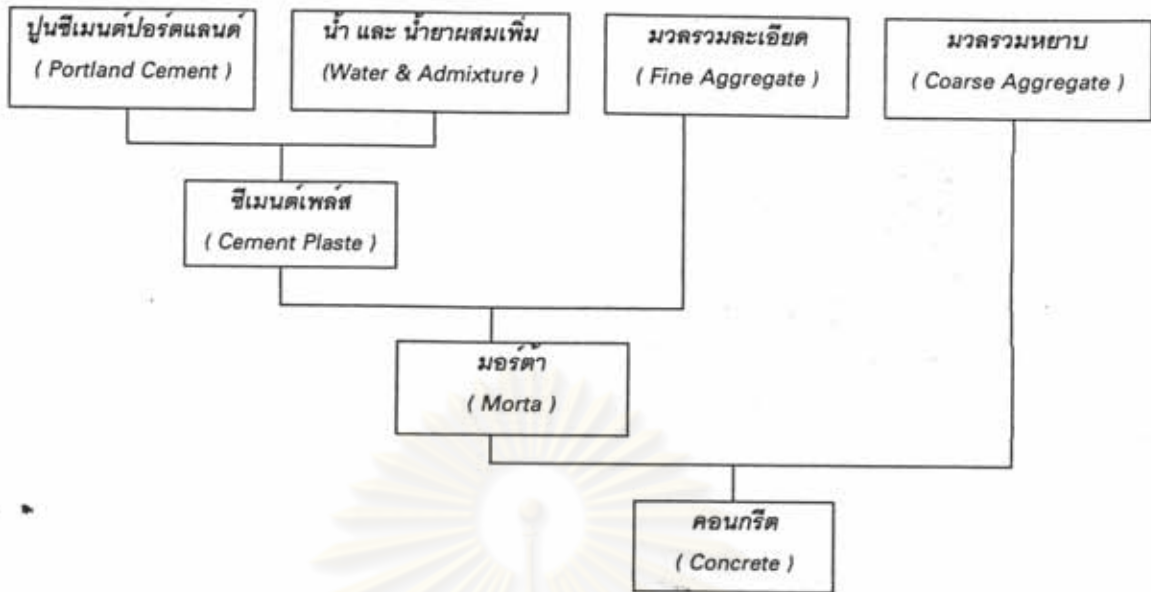 ปูนซีเมนต์ปอร์ตแลนด์
( Portland Cement )
น้ำ และ น้ำยาผสมเพิ่ม
(Water & Admixture )
มวลรวมละเอียด
( Fine Aggregate )
มวลรวมหยาบ
( Coarse Aggregate )
ซีเมนต์เพล์ส
( Cement Plaste )
มอร์ต้า
( Morta )
คอนกรีต
( Concrete )